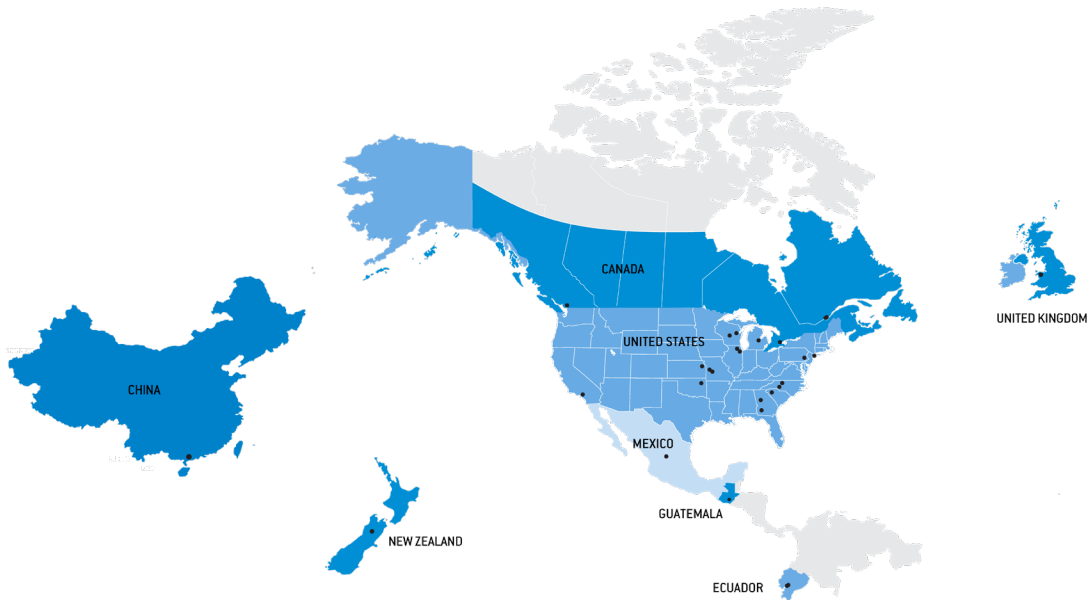 CANADA
UNITED KINGDOM
UNITED STATES
CHINA
MEXICO
GUATEMALA
NEW ZEALAND
ECUADOR